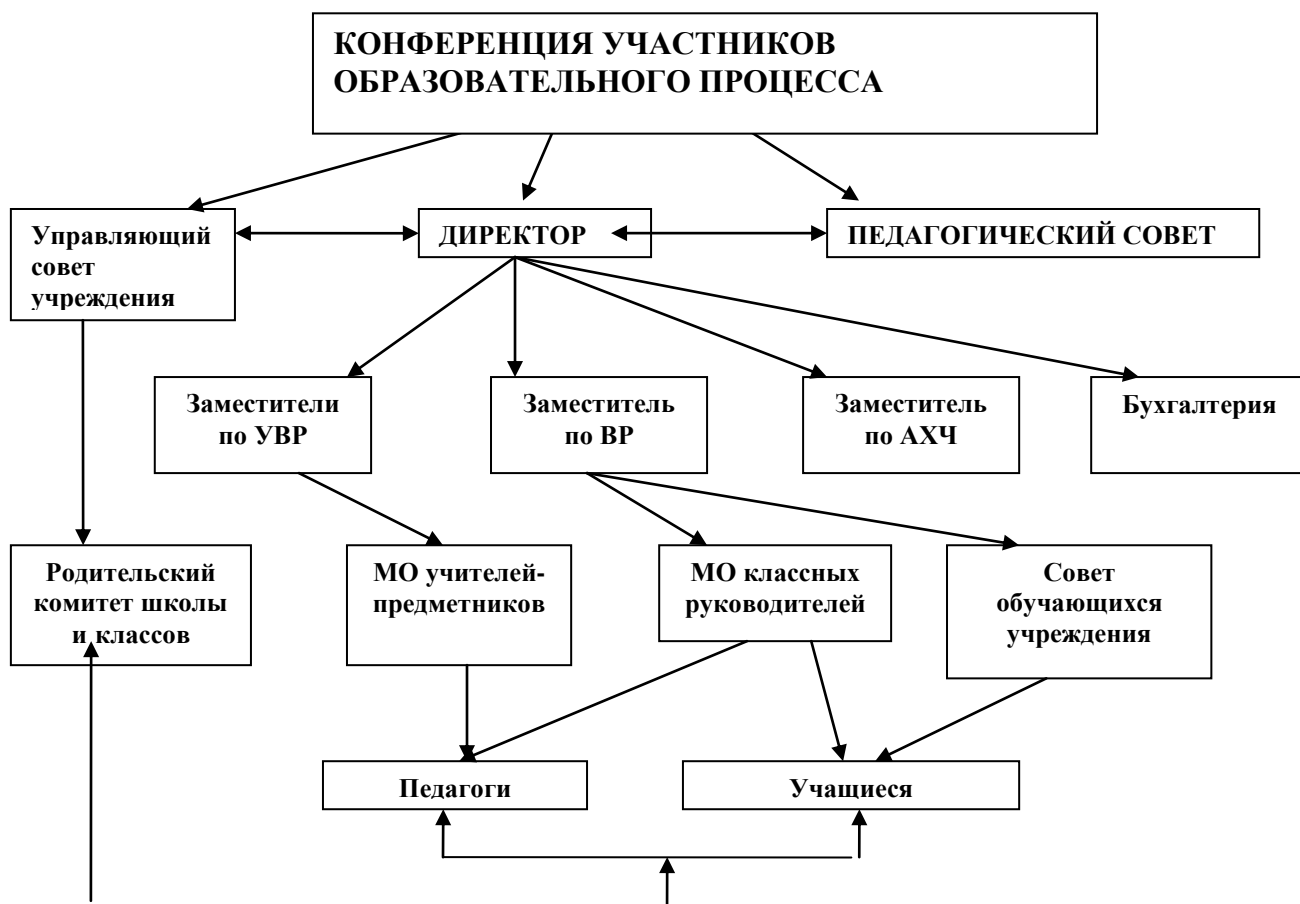 КОНФЕРЕНЦИЯ УЧАСТНИКОВ
ОБРАЗОВАТЕЛЬНОГО ПРОЦЕССА
Управляющий
совет
учреждения
ДИРЕКТОР
ПЕДАГОГИЧЕСКИЙ СОВЕТ
Заместители
по УВР
Заместитель
по ВР
Заместитель
по АХЧ
Бухгалтерия
Родительский
комитет школы
и классов
МО учителей-
предметников
МО классных
руководителей
Совет
обучающихся
учреждения
Педагоги
Учащиеся